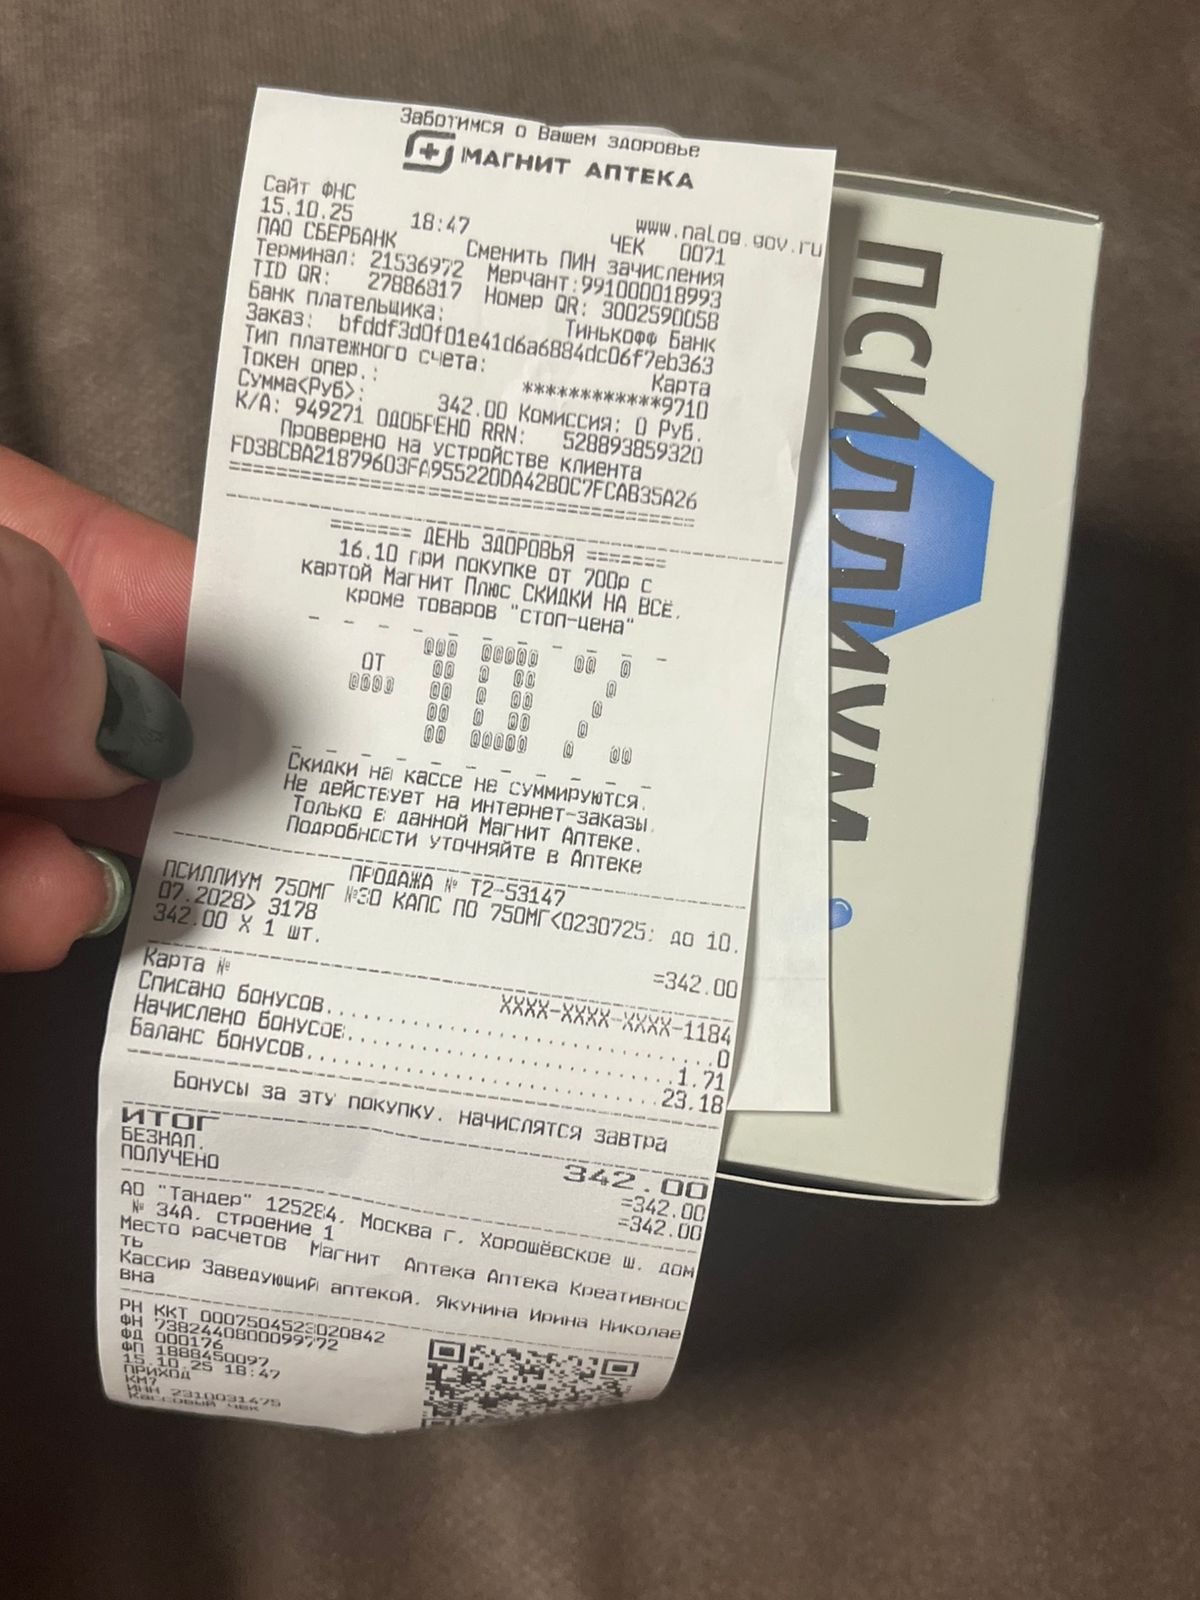 Заботимся о Вашем здоровье
МАГНИТ АПТЕКА
Сайт ФНС www.nalog.gov.ru
15.10.25 18:47 ЧЕК 0071
ПАО СБЕРБАНК Сменить ПИН зачисления
Терминал: 21536972 Мерчант:991000018993
TID QR: 27886817 Номер QR: 3002590058
Банк плательщика: Тинькофф Банк
Заказ: bfddf3d0f01e41d6a6884dc06f7eb363
Тип платежного счета: Карта
Токен опер.: ************9710
Сумма<Руб>: 342.00 Комиссия: 0 Руб.
К/А: 949271 ОДОБРЕНО RRN: 528893859320
Проверено на устройстве клиента
FD3BCBA21879603FA955220DA42B0C7FCAB35A26
======= ДЕНЬ ЗДОРОВЬЯ =======
16.10 при покупке от 700р с
картой Магнит Плюс СКИДКИ НА ВСЁ,
кроме товаров "стоп-цена"
ОТ 10%
Скидки на кассе не суммируются.
Не действует на интернет-заказы.
Только в данной Магнит Аптеке.
Подробности уточняйте в Аптеке
ПРОДАЖА № Т2-53147
ПСИЛЛИУМ 750МГ №30 КАПС ПО 750МГ<0230725; до 10.
07.2028> 3178
342.00 X 1 шт. =342.00
Карта № XXXX-XXXX-XXXX-1184
Списано бонусов 0
Начислено бонусов 1.71
Баланс бонусов 23.18
Бонусы за эту покупку, начислятся завтра
ИТОГ 342.00
БЕЗНАЛ. =342.00
ПОЛУЧЕНО =342.00
АО "Тандер" 125284, Москва г, Хорошёвское ш, дом
№ 34А, строение 1
Место расчетов Магнит Аптека Аптека Креативнос
ть
Кассир Заведующий аптекой, Якунина Ирина Николае
вна
РН ККТ 0007504523020842
ФН 7382440800099772
ФД 000176
ФП 1888450097
15.10.25 18:47
ПРИХОД
КМ7
ИНН 2310031475
Кассовый чек
ПСИЛЛИУМ